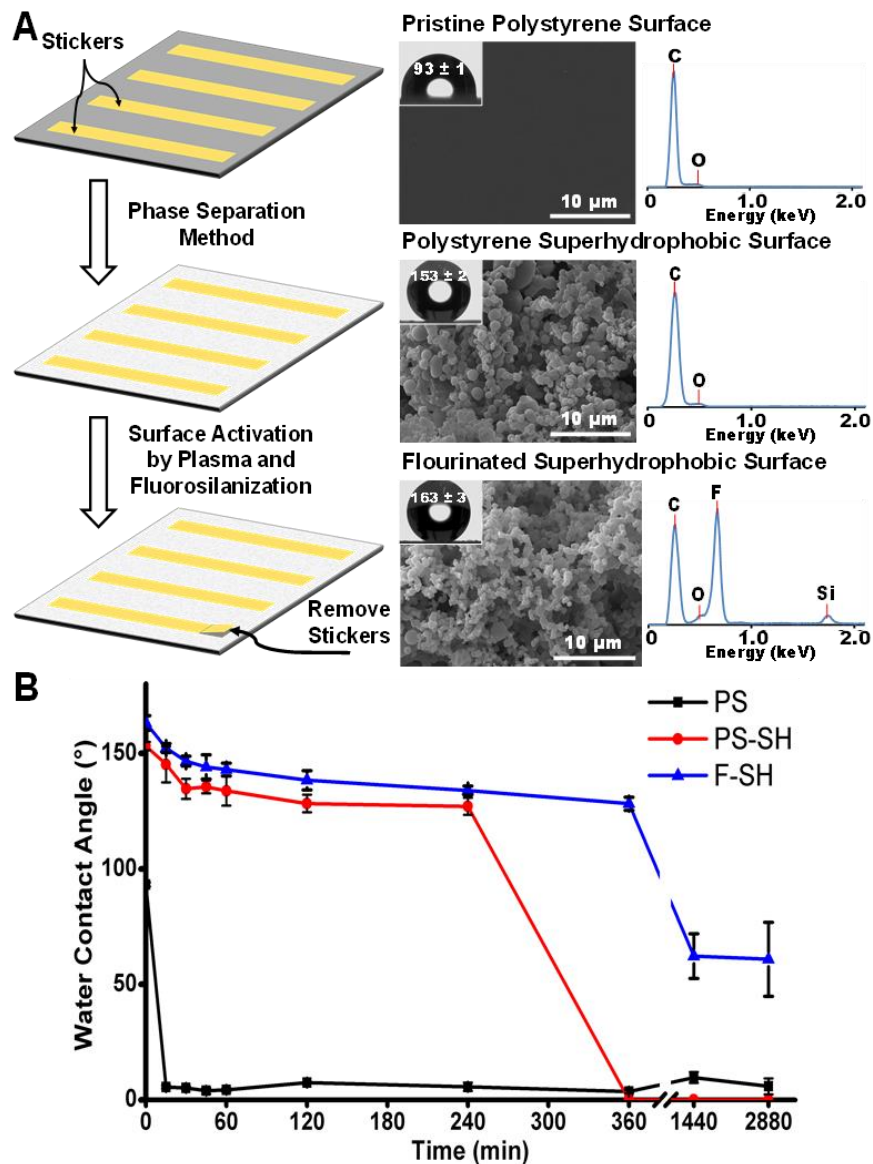 A
Stickers
Phase Separation
Method
Surface Activation
by Plasma and
Fluorosilanization
Remove
Stickers
Pristine Polystyrene Surface
93 ± 1
10 µm
C
O
0
1.0
2.0
Energy (keV)
Polystyrene Superhydrophobic Surface
153 ± 2
10 µm
C
O
0
1.0
2.0
Energy (keV)
Flourinated Superhydrophobic Surface
163 ± 3
10 µm
C
O
F
Si
0
1.0
2.0
Energy (keV)
B
PS
PS-SH
F-SH
Water Contact Angle (°)
150
100
50
0
0 60 120 180 240 300 360 1440 2880
Time (min)